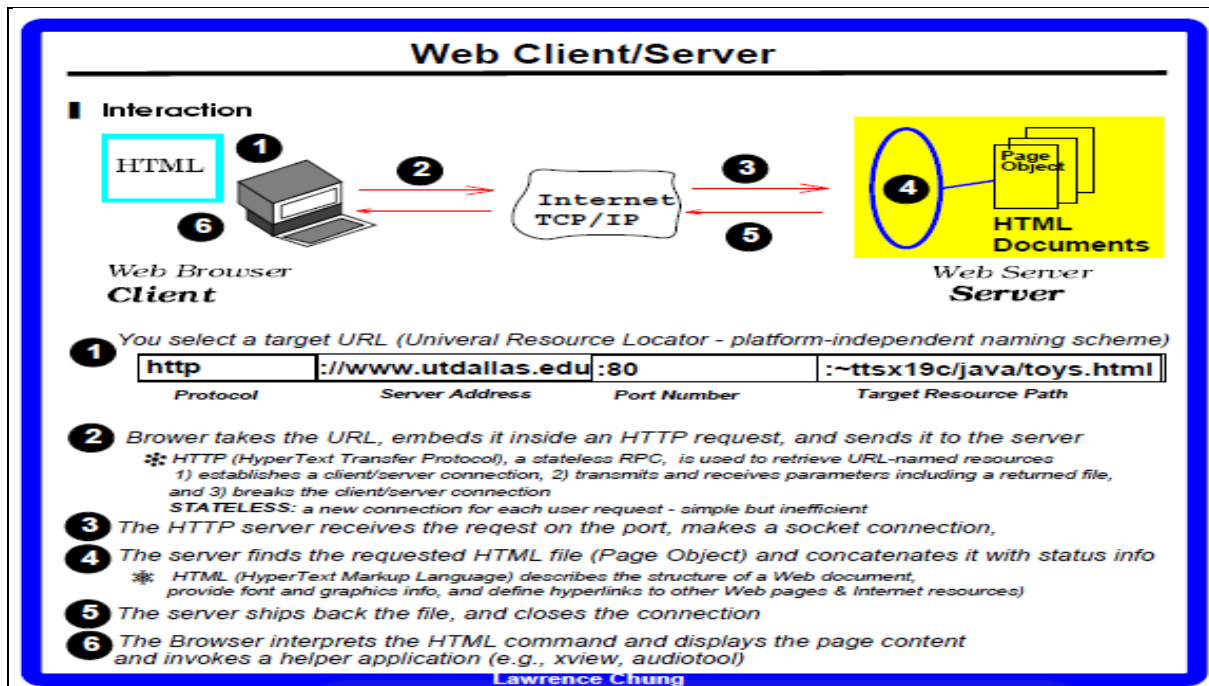 Web Client/Server
Interaction
HTML
1
2
3
Internet
TCP/IP
4
Page
Object
HTML
Documents
6
5
Web Browser
Client
Web Server
Server
1 You select a target URL (Univeral Resource Locator - platform-independent naming scheme)
http ://www.utdallas.edu :80 :~ttsx19c/java/toys.html
Protocol Server Address Port Number Target Resource Path
2 Brower takes the URL, embeds it inside an HTTP request, and sends it to the server
HTTP (HyperText Transfer Protocol), a stateless RPC, is used to retrieve URL-named resources
1) establishes a client/server connection, 2) transmits and receives parameters including a returned file,
and 3) breaks the client/server connection
STATELESS: a new connection for each user request - simple but inefficient
3 The HTTP server receives the reqest on the port, makes a socket connection,
4 The server finds the requested HTML file (Page Object) and concatenates it with status info
HTML (HyperText Markup Language) describes the structure of a Web document,
provide font and graphics info, and define hyperlinks to other Web pages & Internet resources)
5 The server ships back the file, and closes the connection
6 The Browser interprets the HTML command and displays the page content
and invokes a helper application (e.g., xview, audiotool)
Lawrence Chung